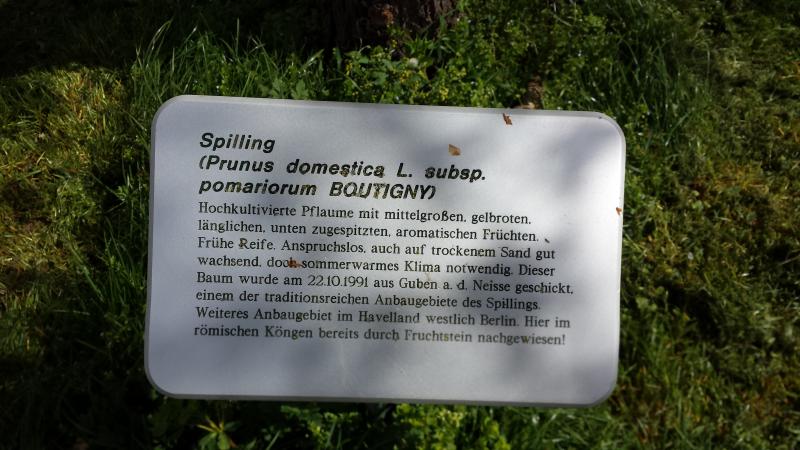 Spilling
(Prunus domestica L. subsp.
pomariorum BOUTIGNY)
Hochkultivierte Pflaume mit mittelgroßen, gelbroten,
länglichen, unten zugespitzten, aromatischen Früchten.
Frühe Reife. Anspruchslos, auch auf trockenem Sand gut
wachsend, doch sommerwarmes Klima notwendig. Dieser
Baum wurde am 22.10.1991 aus Guben a. d. Neisse geschickt,
einem der traditionsreichen Anbaugebiete des Spillings.
Weiteres Anbaugebiet im Havelland westlich Berlin. Hier im
römischen Köngen bereits durch Fruchtstein nachgewiesen!